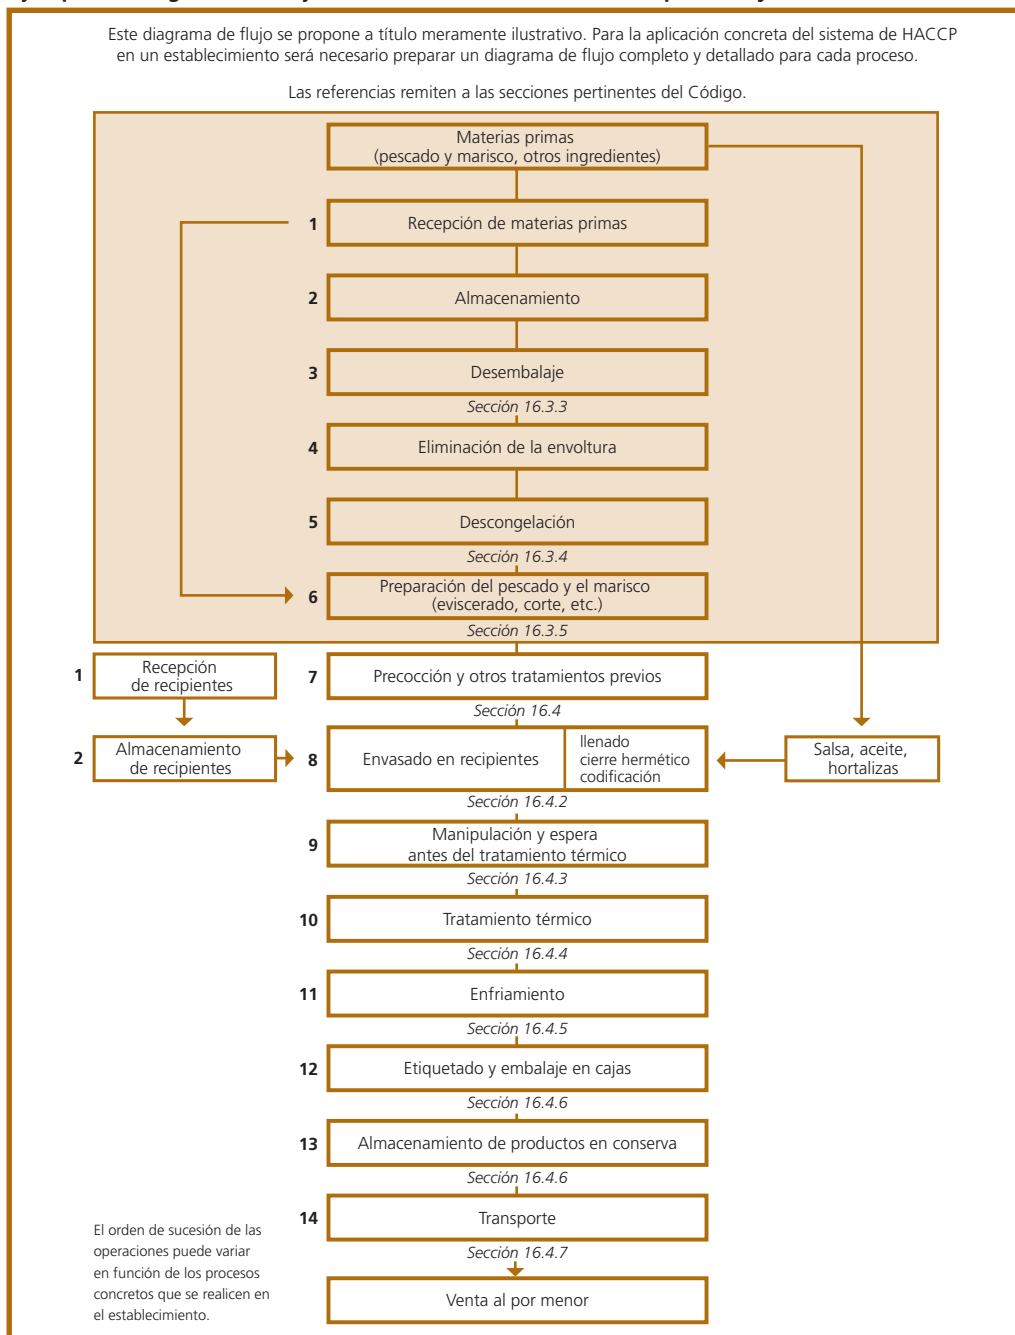 Este diagrama de flujo se propone a título meramente ilustrativo. Para la aplicación concreta del sistema de HACCP
en un establecimiento será necesario preparar un diagrama de flujo completo y detallado para cada proceso.
Las referencias remiten a las secciones pertinentes del Código.
Materias primas
(pescado y marisco, otros ingredientes)
1 Recepción de materias primas
2 Almacenamiento
3 Desembalaje
Sección 16.3.3
4 Eliminación de la envoltura
5 Descongelación
Sección 16.3.4
6 Preparación del pescado y el marisco
(eviscerado, corte, etc.)
Sección 16.3.5
1 Recepción
de recipientes
7 Precocción y otros tratamientos previos
Sección 16.4
2 Almacenamiento
de recipientes
8 Envasado en recipientes
llenado
cierre hermético
codificación
Salsa, aceite,
hortalizas
Sección 16.4.2
9 Manipulación y espera
antes del tratamiento térmico
Sección 16.4.3
10 Tratamiento térmico
Sección 16.4.4
11 Enfriamiento
Sección 16.4.5
12 Etiquetado y embalaje en cajas
Sección 16.4.6
13 Almacenamiento de productos en conserva
Sección 16.4.6
14 Transporte
Sección 16.4.7
Venta al por menor
El orden de sucesión de las
operaciones puede variar
en función de los procesos
concretos que se realicen en
el establecimiento.